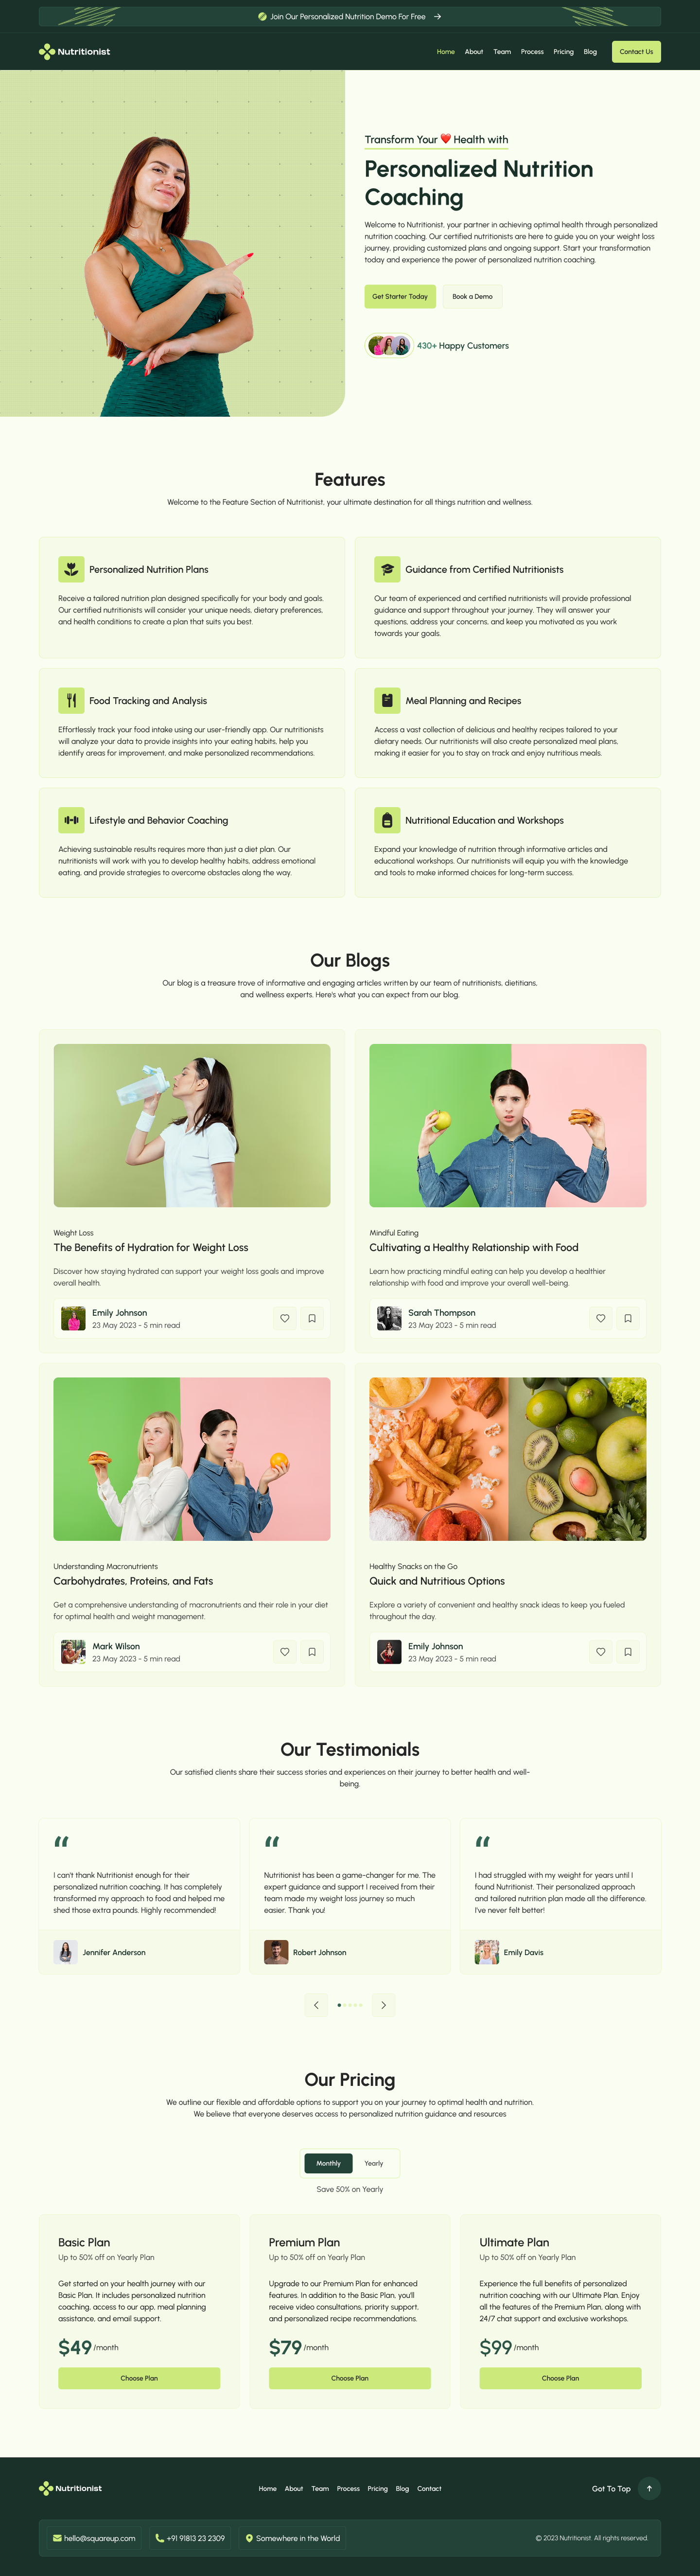 Join Our Personalized Nutrition Demo For Free
Nutritionist
Home About Team Process Pricing Blog Contact Us
Transform Your ❤️ Health with
Personalized Nutrition
Coaching
Welcome to Nutritionist, your partner in achieving optimal health through personalized
nutrition coaching. Our certified nutritionists are here to guide you on your weight loss
journey, providing customized plans and ongoing support. Start your transformation
today and experience the power of personalized nutrition coaching.
Get Starter Today Book a Demo
430+ Happy Customers
Features
Welcome to the Feature Section of Nutritionist, your ultimate destination for all things nutrition and wellness.
Personalized Nutrition Plans
Receive a tailored nutrition plan designed specifically for your body and goals.
Our certified nutritionists will consider your unique needs, dietary preferences,
and health conditions to create a plan that suits you best.
Guidance from Certified Nutritionists
Our team of experienced and certified nutritionists will provide professional
guidance and support throughout your journey. They will answer your
questions, address your concerns, and keep you motivated as you work
towards your goals.
Food Tracking and Analysis
Effortlessly track your food intake using our user-friendly app. Our nutritionists
will analyze your data to provide insights into your eating habits, help you
identify areas for improvement, and make personalized recommendations.
Meal Planning and Recipes
Access a vast collection of delicious and healthy recipes tailored to your
dietary needs. Our nutritionists will also create personalized meal plans,
making it easier for you to stay on track and enjoy nutritious meals.
Lifestyle and Behavior Coaching
Achieving sustainable results requires more than just a diet plan. Our
nutritionists will work with you to develop healthy habits, address emotional
eating, and provide strategies to overcome obstacles along the way.
Nutritional Education and Workshops
Expand your knowledge of nutrition through informative articles and
educational workshops. Our nutritionists will equip you with the knowledge
and tools to make informed choices for long-term success.
Our Blogs
Our blog is a treasure trove of informative and engaging articles written by our team of nutritionists, dietitians,
and wellness experts. Here's what you can expect from our blog.
Weight Loss
The Benefits of Hydration for Weight Loss
Discover how staying hydrated can support your weight loss goals and improve
overall health.
Emily Johnson
23 May 2023 - 5 min read
Mindful Eating
Cultivating a Healthy Relationship with Food
Learn how practicing mindful eating can help you develop a healthier
relationship with food and improve your overall well-being.
Sarah Thompson
23 May 2023 - 5 min read
Understanding Macronutrients
Carbohydrates, Proteins, and Fats
Get a comprehensive understanding of macronutrients and their role in your diet
for optimal health and weight management.
Mark Wilson
23 May 2023 - 5 min read
Healthy Snacks on the Go
Quick and Nutritious Options
Explore a variety of convenient and healthy snack ideas to keep you fueled
throughout the day.
Emily Johnson
23 May 2023 - 5 min read
Our Testimonials
Our satisfied clients share their success stories and experiences on their journey to better health and well-
being.
“
I can't thank Nutritionist enough for their
personalized nutrition coaching. It has completely
transformed my approach to food and helped me
shed those extra pounds. Highly recommended!
Jennifer Anderson
“
Nutritionist has been a game-changer for me. The
expert guidance and support I received from their
team made my weight loss journey so much
easier. Thank you!
Robert Johnson
“
I had struggled with my weight for years until I
found Nutritionist. Their personalized approach
and tailored nutrition plan made all the difference.
I've never felt better!
Emily Davis
Our Pricing
We outline our flexible and affordable options to support you on your journey to optimal health and nutrition.
We believe that everyone deserves access to personalized nutrition guidance and resources
Monthly Yearly
Save 50% on Yearly
Basic Plan
Up to 50% off on Yearly Plan
Get started on your health journey with our
Basic Plan. It includes personalized nutrition
coaching, access to our app, meal planning
assistance, and email support.
$49 /month
Choose Plan
Premium Plan
Up to 50% off on Yearly Plan
Upgrade to our Premium Plan for enhanced
features. In addition to the Basic Plan, you'll
receive video consultations, priority support,
and personalized recipe recommendations.
$79 /month
Choose Plan
Ultimate Plan
Up to 50% off on Yearly Plan
Experience the full benefits of personalized
nutrition coaching with our Ultimate Plan. Enjoy
all the features of the Premium Plan, along with
24/7 chat support and exclusive workshops.
$99 /month
Choose Plan
Nutritionist
Home About Team Process Pricing Blog Contact
Got To Top
hello@squareup.com +91 91813 23 2309 Somewhere in the World
© 2023 Nutritionist. All rights reserved.